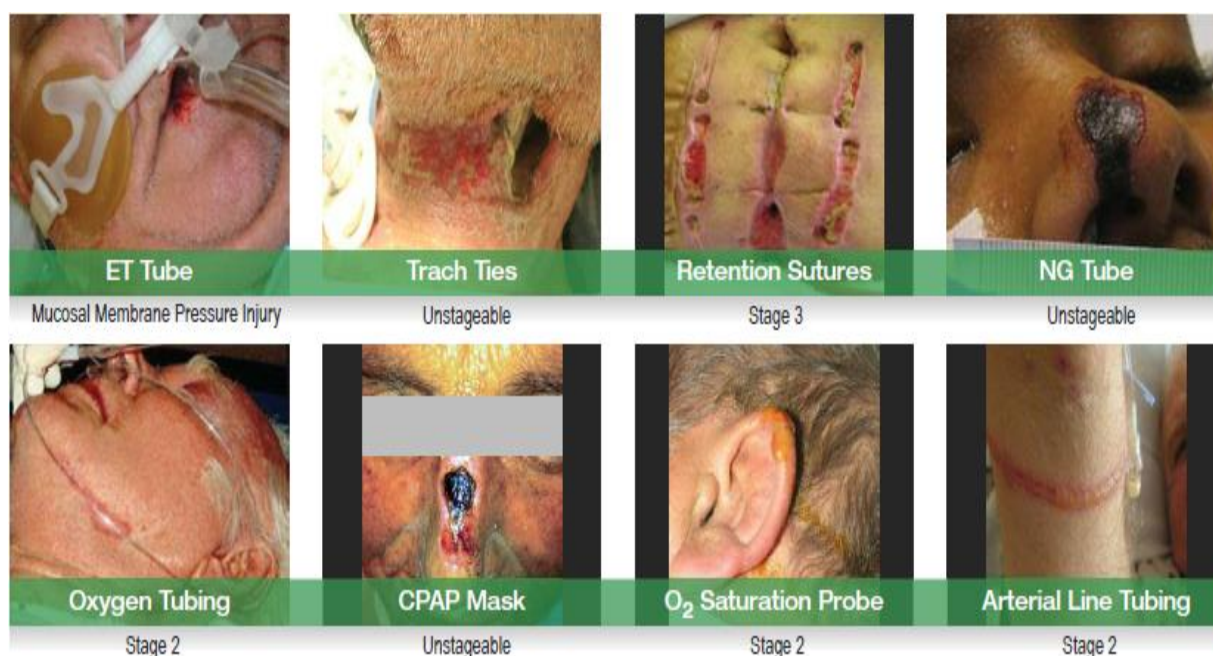 ET Tube
Mucosal Membrane Pressure Injury
Trach Ties
Unstageable
Retention Sutures
Stage 3
NG Tube
Unstageable
Oxygen Tubing
Stage 2
CPAP Mask
Unstageable
O₂ Saturation Probe
Stage 2
Arterial Line Tubing
Stage 2